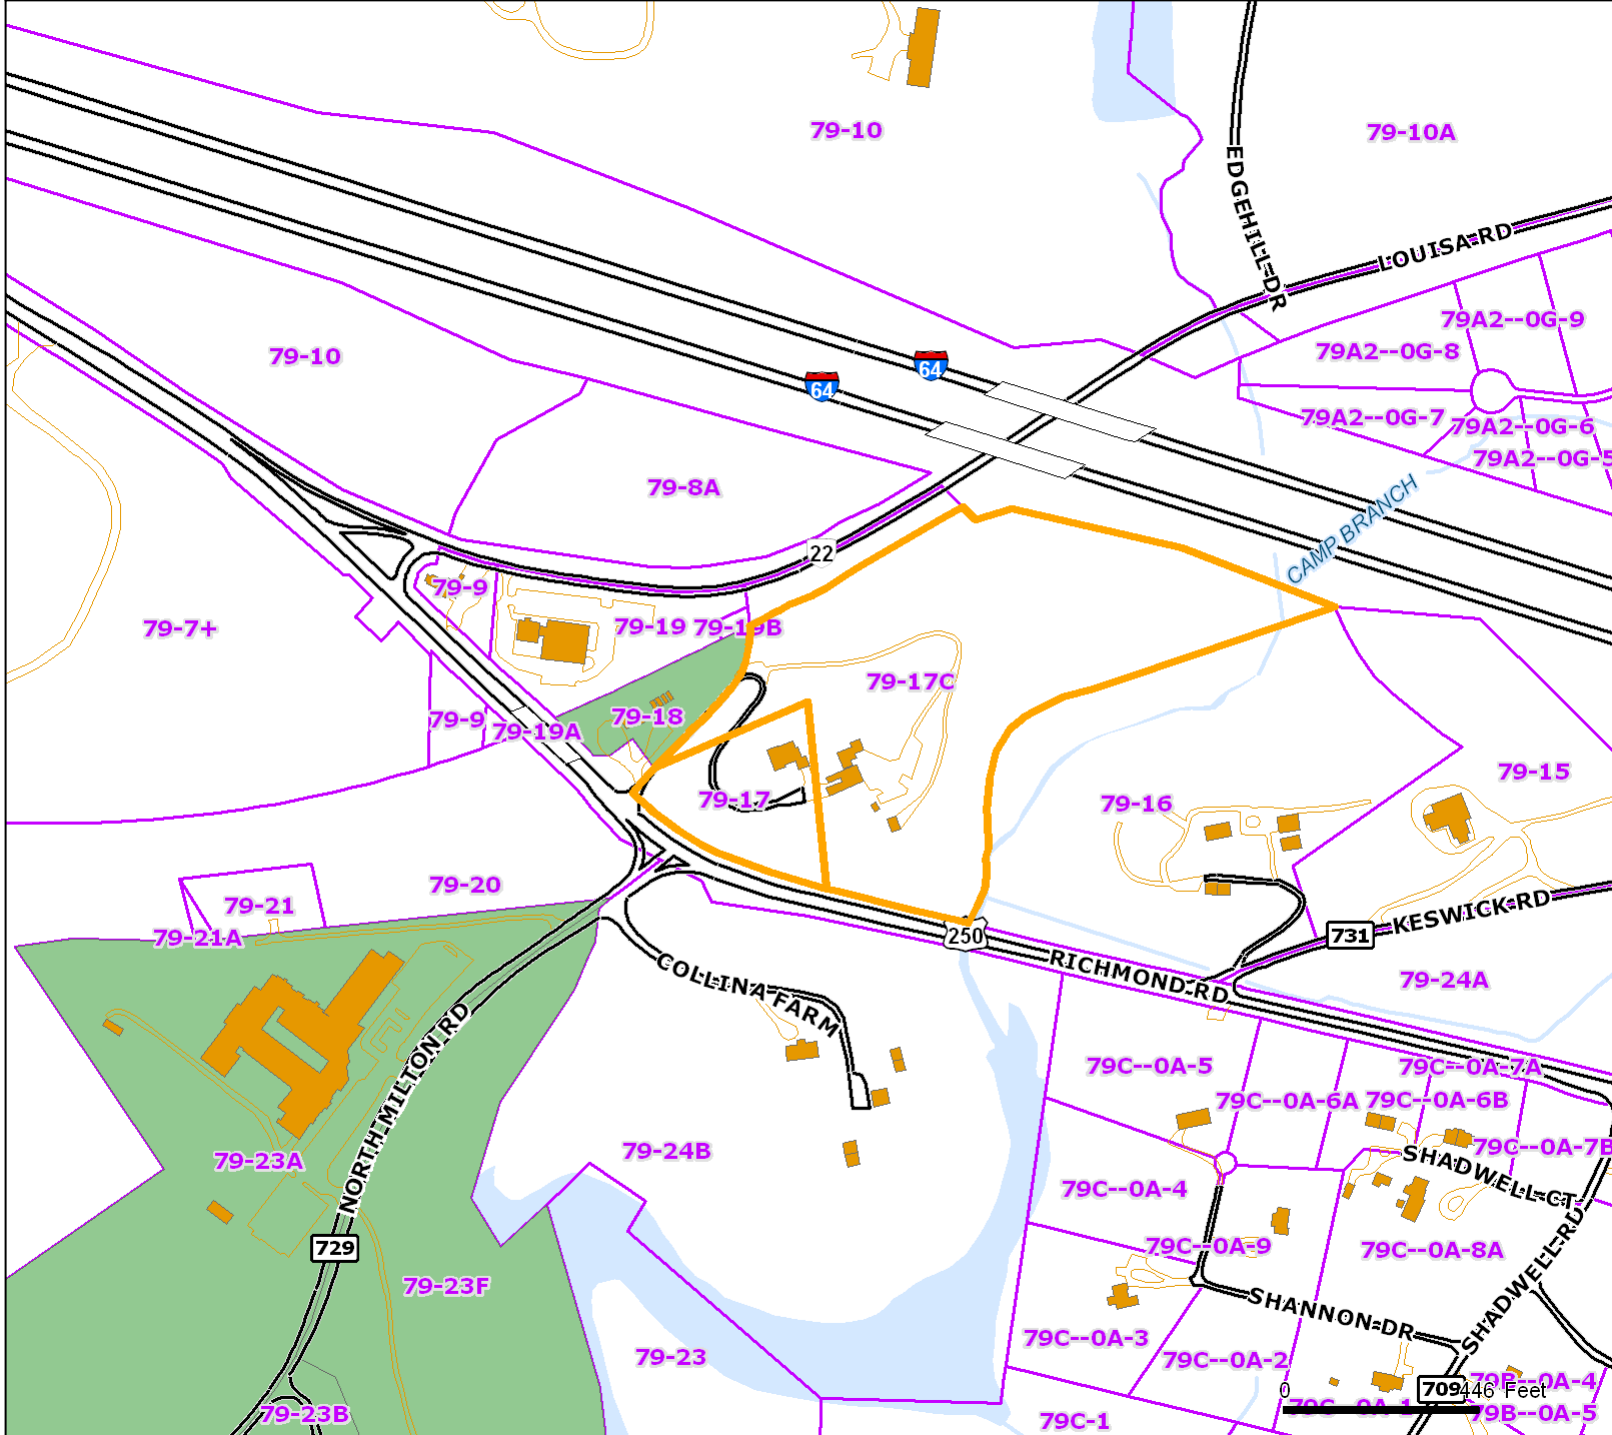 79-10
79-10A
EDGEHILL DR
LOUISA RD
79A2--0G-9
79A2--0G-8
79-10
64
64
79A2--0G-7
79A2--0G-6
79A2--0G-5
79-8A
CAMP BRANCH
22
79-9
79-7+
79-19
79-19B
79-17C
79-18
79-9
79-19A
79-17
79-16
79-15
79-20
79-21
79-21A
250
731
KESWICK RD
RICHMOND RD
79-24A
COLLINA FARM
NORTH MILTON RD
79C--0A-5
79C--0A-7A
79C--0A-6A
79C--0A-6B
79C--0A-7B
79-24B
79-23A
SHADWELL CT
79C--0A-4
729
79C--0A-9
79C--0A-8A
SHADWELL RD
79-23F
SHANNON DR
79C--0A-3
79-23
79C--0A-2
79B--0A-4
0
709
446 Feet
79C--0A-1
79-23B
79C-1
79B--0A-5